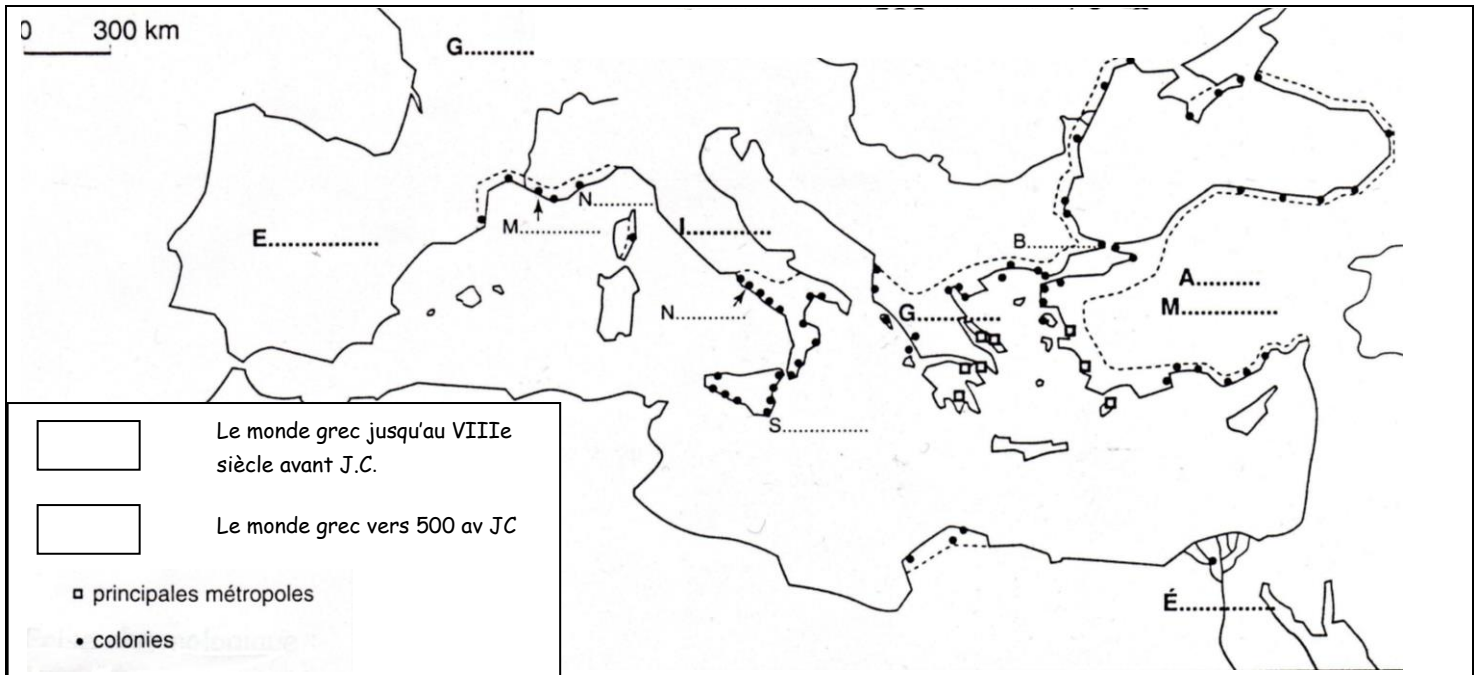 0 300 km
G..........
N...........
M............
E................
I.............
B............
A...........
M................
N............
G............
S.............
Le monde grec jusqu'au VIIIe
siècle avant J.C.
Le monde grec vers 500 av JC
principales métropoles
É.............
colonies